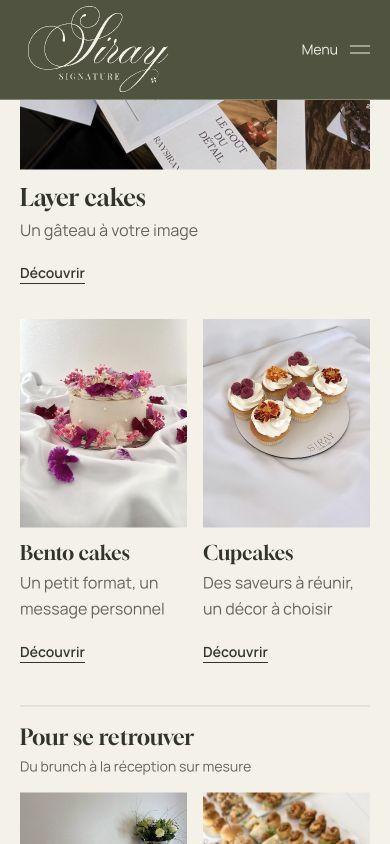 Siray
SIGNATURE
Menu
LE GOÛT
DU
DÉTAIL
Layer cakes
Un gâteau à votre image
Découvrir
SIRAY
Bento cakes
Un petit format, un
message personnel
Découvrir
Cupcakes
Des saveurs à réunir,
un décor à choisir
Découvrir
Pour se retrouver
Du brunch à la réception sur mesure